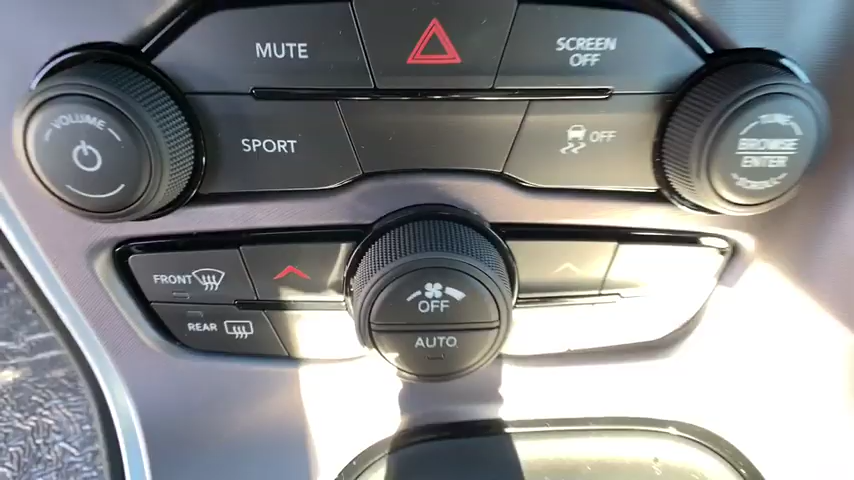 MUTE
SCREEN
OFF
VOLUME
SPORT
OFF
TUNE
BROWSE
ENTER
SCROLL
FRONT
OFF
REAR
AUTO